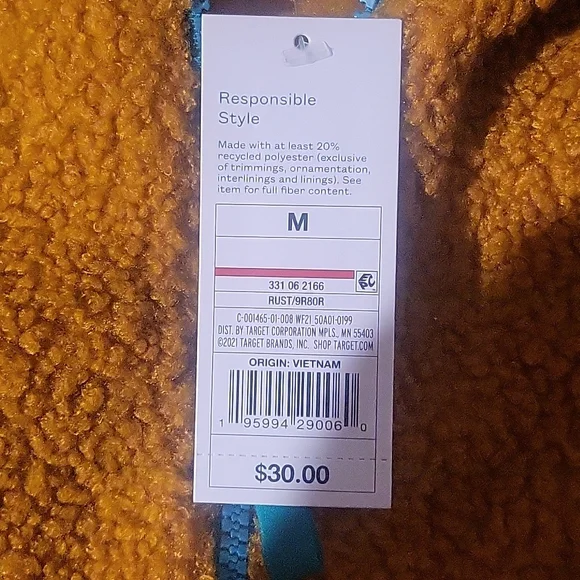 Responsible
Style
Made with at least 20%
recycled polyester (exclusive
of trimmings, ornamentation,
interlinings and linings). See
item for full fiber content.
M
331 06 2166
RUST/9R80R
C-001465-01-008 WF21 50A01-0199
DIST. BY TARGET CORPORATION MPLS., MN 55403
©2021 TARGET BRANDS, INC. SHOP TARGET.COM
ORIGIN: VIETNAM
1 95994 29006 0
$30.00